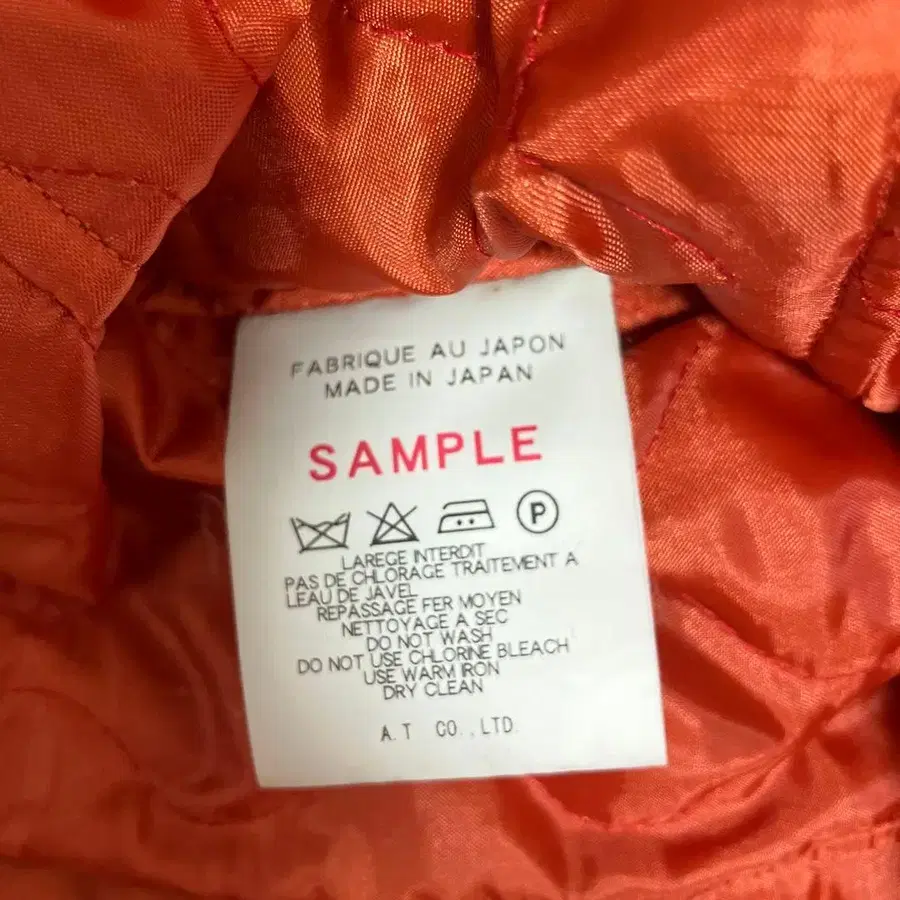 FABRIQUE AU JAPON
MADE IN JAPAN
SAMPLE
P
LAREGE INTERDIT
PAS DE CHLORAGE TRAITEMENT A
LEAU DE JAVEL
REPASSAGE FER MOYEN
NETTOYAGE A SEC
DO NOT WASH
DO NOT USE CHLORINE BLEACH
USE WARM IRON
DRY CLEAN
A.T CO.,LTD.